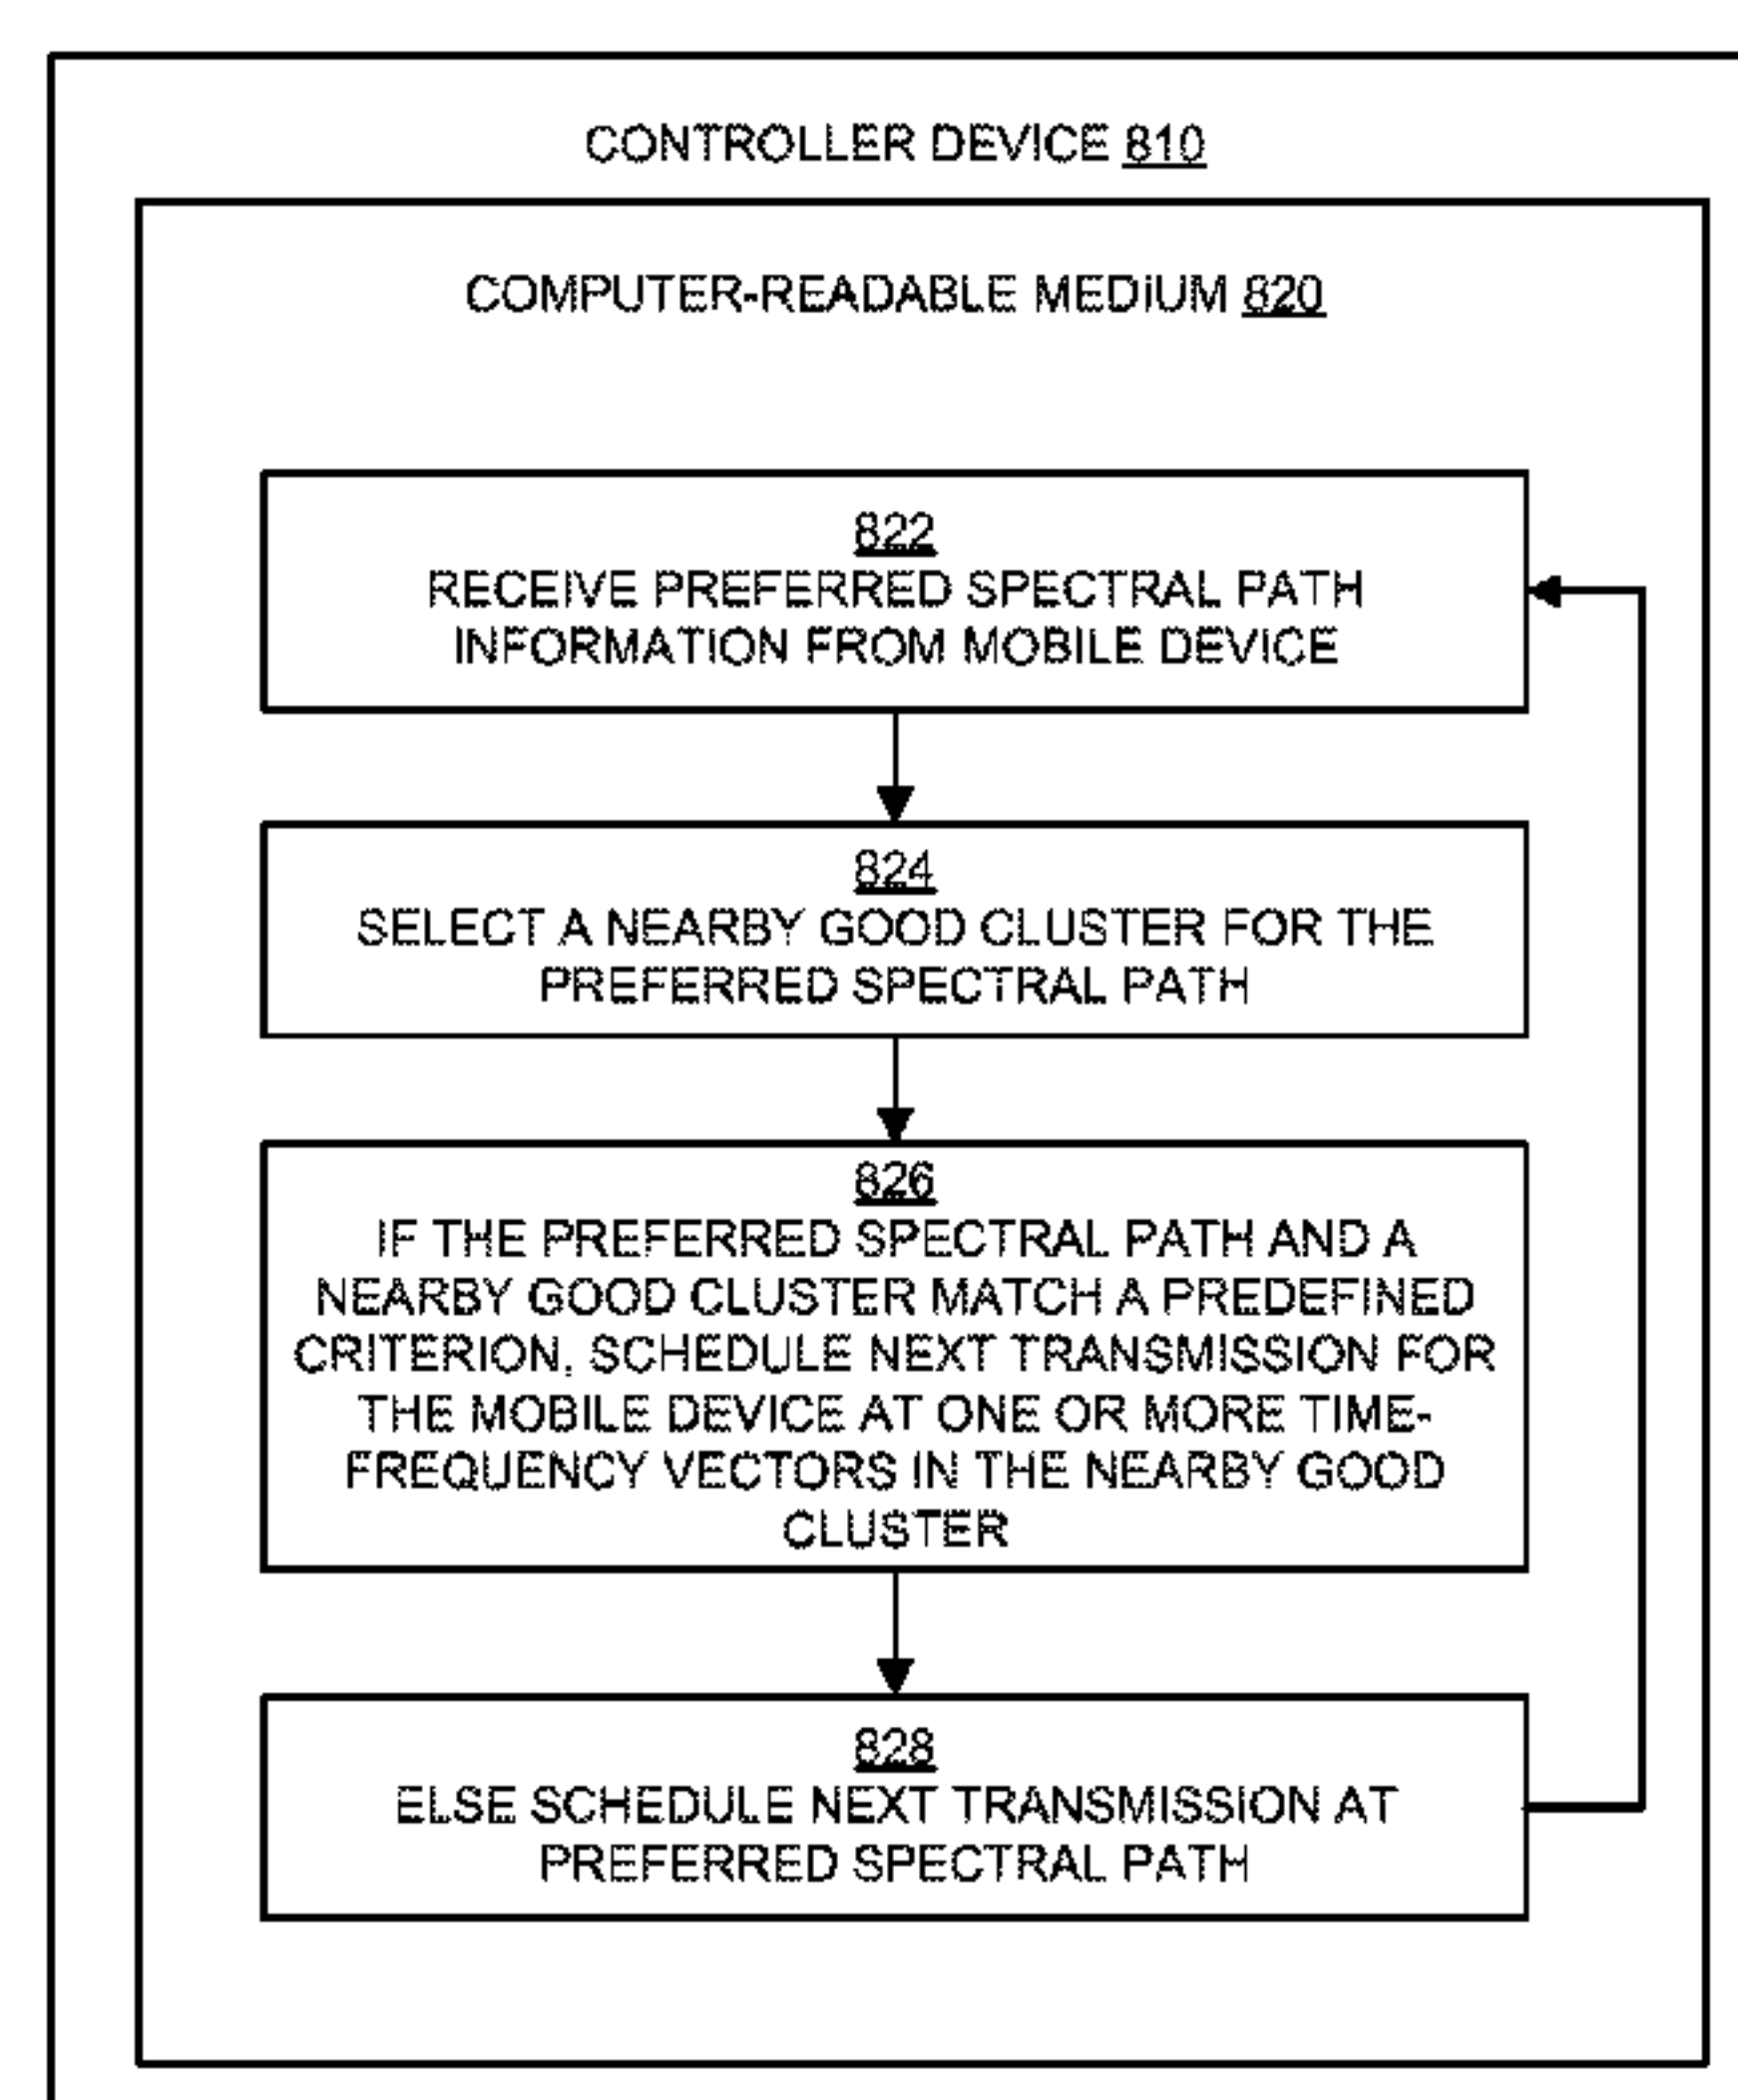 CONTROLLER DEVICE 810
COMPUTER-READABLE MEDIUM 820
822
RECEIVE PREFERRED SPECTRAL PATH
INFORMATION FROM MOBILE DEVICE
824
SELECT A NEARBY GOOD CLUSTER FOR THE
PREFERRED SPECTRAL PATH
826
IF THE PREFERRED SPECTRAL PATH AND A
NEARBY GOOD CLUSTER MATCH A PREDEFINED
CRITERION, SCHEDULE NEXT TRANSMISSION FOR
THE MOBILE DEVICE AT ONE OR MORE TIME-
FREQUENCY VECTORS IN THE NEARBY GOOD
CLUSTER
828
ELSE SCHEDULE NEXT TRANSMISSION AT
PREFERRED SPECTRAL PATH